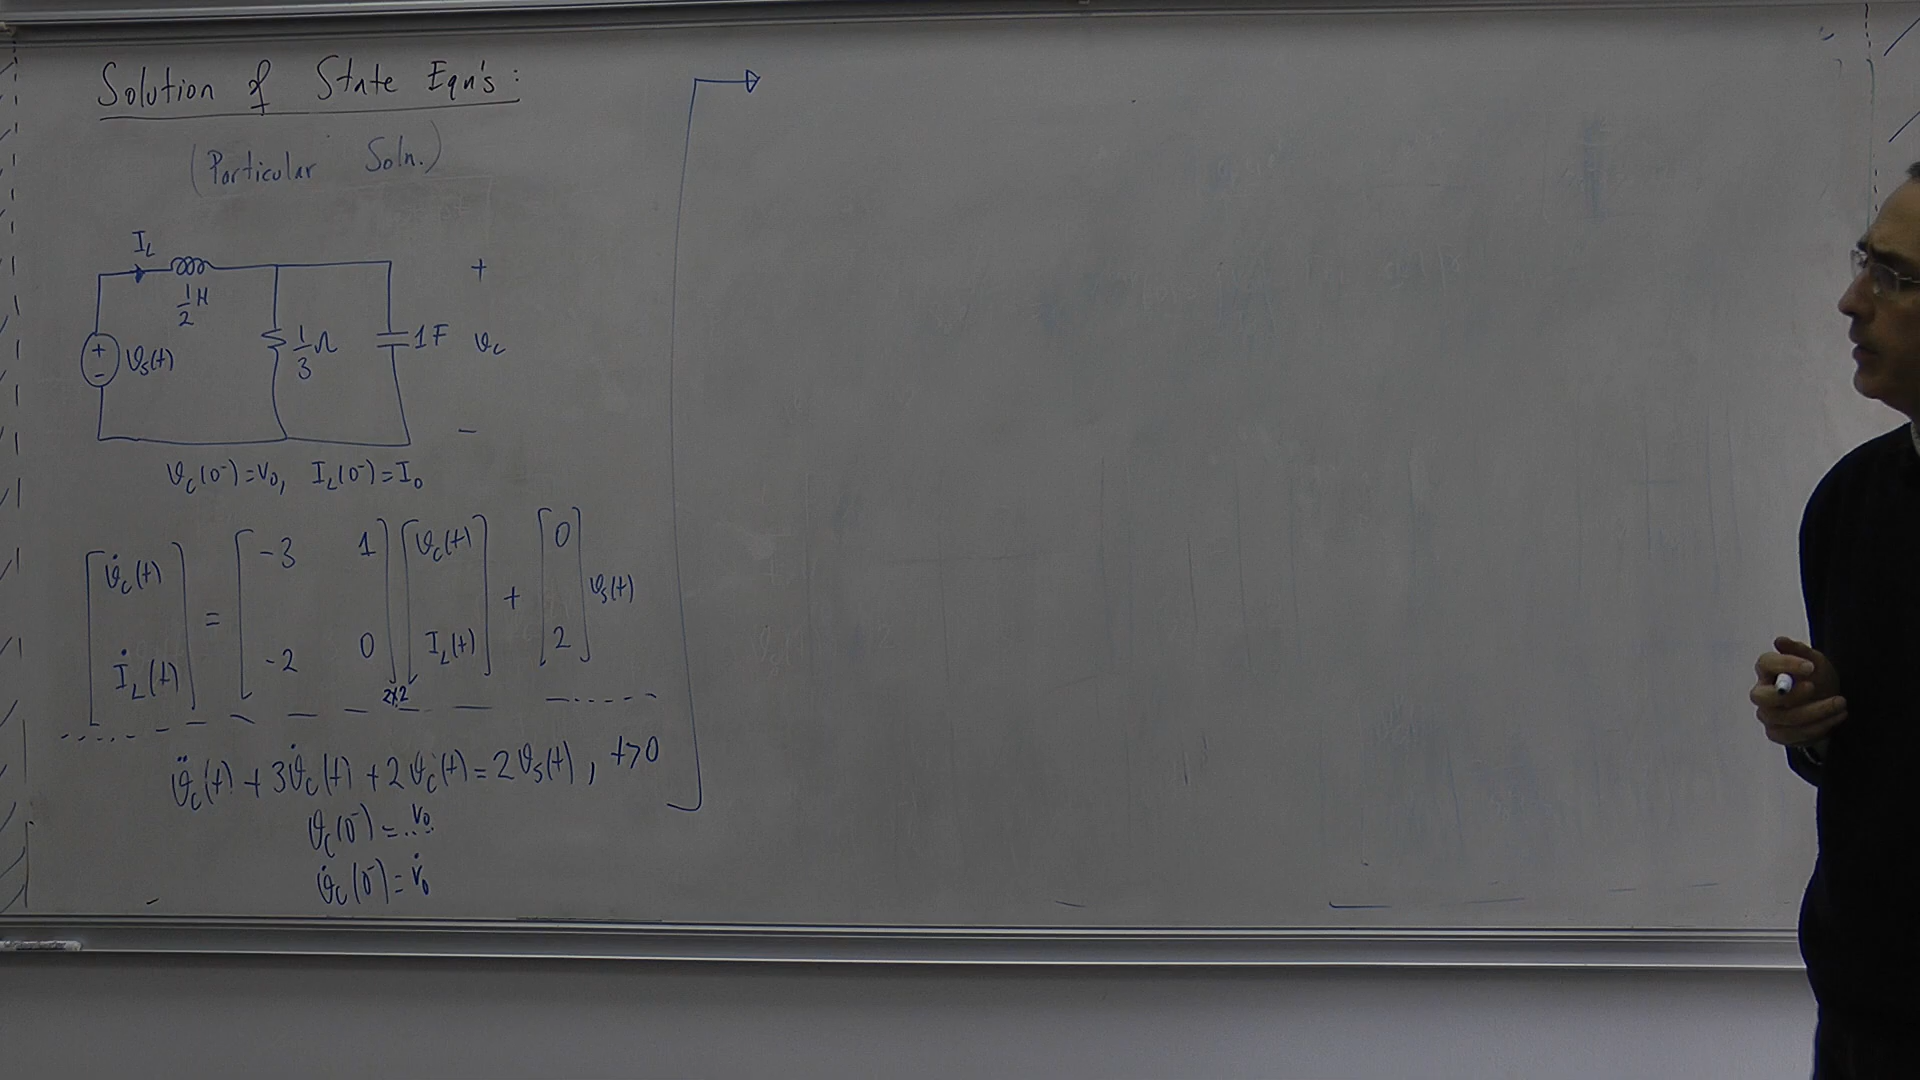 Solution of State Eqn's:
(Particular Soln.)
I_L
1/2 H
+
-
v_s(t)
1/3 Ω
1F
+
v_c
-
v_c(0⁻)=V_0, I_L(0⁻)=I_0
[v̇_c(t) ; İ_L(t)] = [-3 1 ; -2 0]_2x2 [v_c(t) ; I_L(t)] + [0 ; 2] v_s(t)
v̈_c(t) + 3v̇_c(t) + 2v_c(t) = 2v_s(t), t>0
v_c(0⁻) = V_0
v̇_c(0⁻) = V̇_0